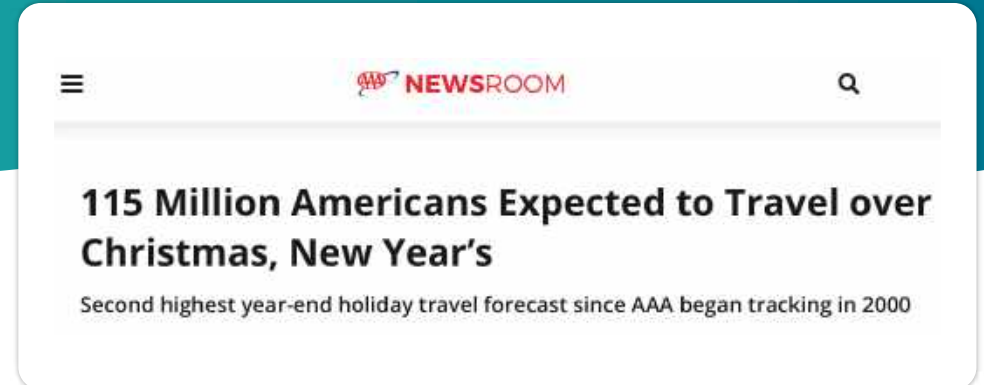 AAA NEWSROOM
115 Million Americans Expected to Travel over
Christmas, New Year's
Second highest year-end holiday travel forecast since AAA began tracking in 2000